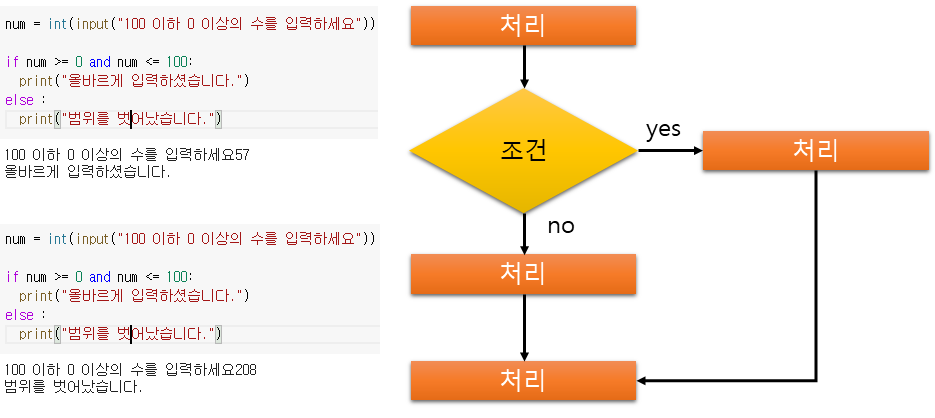 num = int(input("100 이하 0 이상의 수를 입력하세요"))
if num >= 0 and num <= 100:
print("올바르게 입력하셨습니다.")
else :
print("범위를 벗어났습니다.")
100 이하 0 이상의 수를 입력하세요57
올바르게 입력하셨습니다.
num = int(input("100 이하 0 이상의 수를 입력하세요"))
if num >= 0 and num <= 100:
print("올바르게 입력하셨습니다.")
else :
print("범위를 벗어났습니다.")
100 이하 0 이상의 수를 입력하세요208
범위를 벗어났습니다.
처리
조건
yes
처리
no
처리
처리